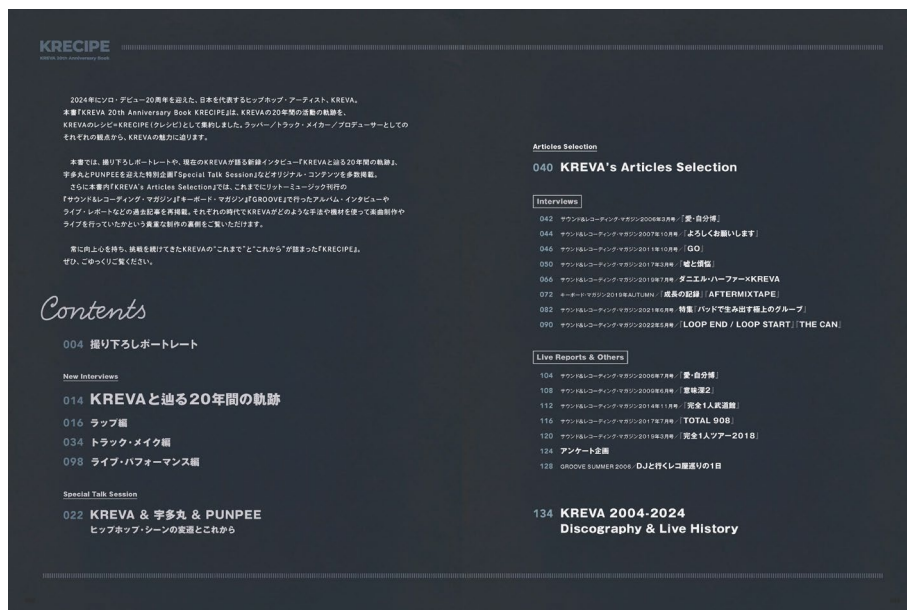 KRECIPE
KREVA 20th Anniversary Book
2024年にソロ・デビュー20周年を迎えた、日本を代表するヒップホップ・アーティスト、KREVA。
本書『KREVA 20th Anniversary Book KRECIPE』は、KREVAの20年間の活動の軌跡を、
KREVAのレシピ=KRECIPE（クレシピ）として集約しました。ラッパー／トラック・メイカー／プロデューサーとしての
それぞれの観点から、KREVAの魅力に迫ります。
本書では、撮り下ろしポートレートや、現在のKREVAが語る新録インタビュー『KREVAと辿る20年間の軌跡』、
宇多丸とPUNPEEを迎えた特別企画『Special Talk Session』などオリジナル・コンテンツを多数掲載。
さらに本書内『KREVA's Articles Selection』では、これまでにリットーミュージック刊行の
『サウンド&レコーディング・マガジン』『キーボード・マガジン』『GROOVE』で行ったアルバム・インタビューや
ライブ・レポートなどの過去記事を再掲載。それぞれの時代でKREVAがどのような手法や機材を使って楽曲制作や
ライブを行っていたかという貴重な制作の裏側をご覧いただけます。
常に向上心を持ち、挑戦を続けてきたKREVAの"これまで"と"これから"が詰まった『KRECIPE』。
ぜひ、ごゆっくりご覧ください。
Contents
004 撮り下ろしポートレート
New Interviews
014 KREVAと辿る20年間の軌跡
016 ラップ編
034 トラック・メイク編
098 ライブ・パフォーマンス編
Special Talk Session
022 KREVA & 宇多丸 & PUNPEE
ヒップホップ・シーンの変遷とこれから
Articles Selection
040 KREVA's Articles Selection
Interviews
042 サウンド&レコーディング・マガジン2006年3月号／『愛・自分博』
044 サウンド&レコーディング・マガジン2007年10月号／『よろしくお願いします』
046 サウンド&レコーディング・マガジン2011年10月号／『GO』
050 サウンド&レコーディング・マガジン2017年3月号／『嘘と煩悩』
066 サウンド&レコーディング・マガジン2019年7月号／ダニエル・ハーファー×KREVA
072 キーボード・マガジン2019年AUTUMN／『成長の記録』『AFTERMIXTAPE』
082 サウンド&レコーディング・マガジン2021年6月号／特集『パッドで生み出す極上のグループ』
090 サウンド&レコーディング・マガジン2022年5月号／『LOOP END / LOOP START』『THE CAN』
Live Reports & Others
104 サウンド&レコーディング・マガジン2006年7月号／『愛・自分博』
108 サウンド&レコーディング・マガジン2009年6月号／『意味深2』
112 サウンド&レコーディング・マガジン2014年11月号／『完全1人武道館』
116 サウンド&レコーディング・マガジン2017年7月号／『TOTAL 908』
120 サウンド&レコーディング・マガジン2019年3月号／『完全1人ツアー2018』
124 アンケート企画
128 GROOVE SUMMER 2006／DJと行くレコ屋巡りの1日
134 KREVA 2004-2024
Discography & Live History